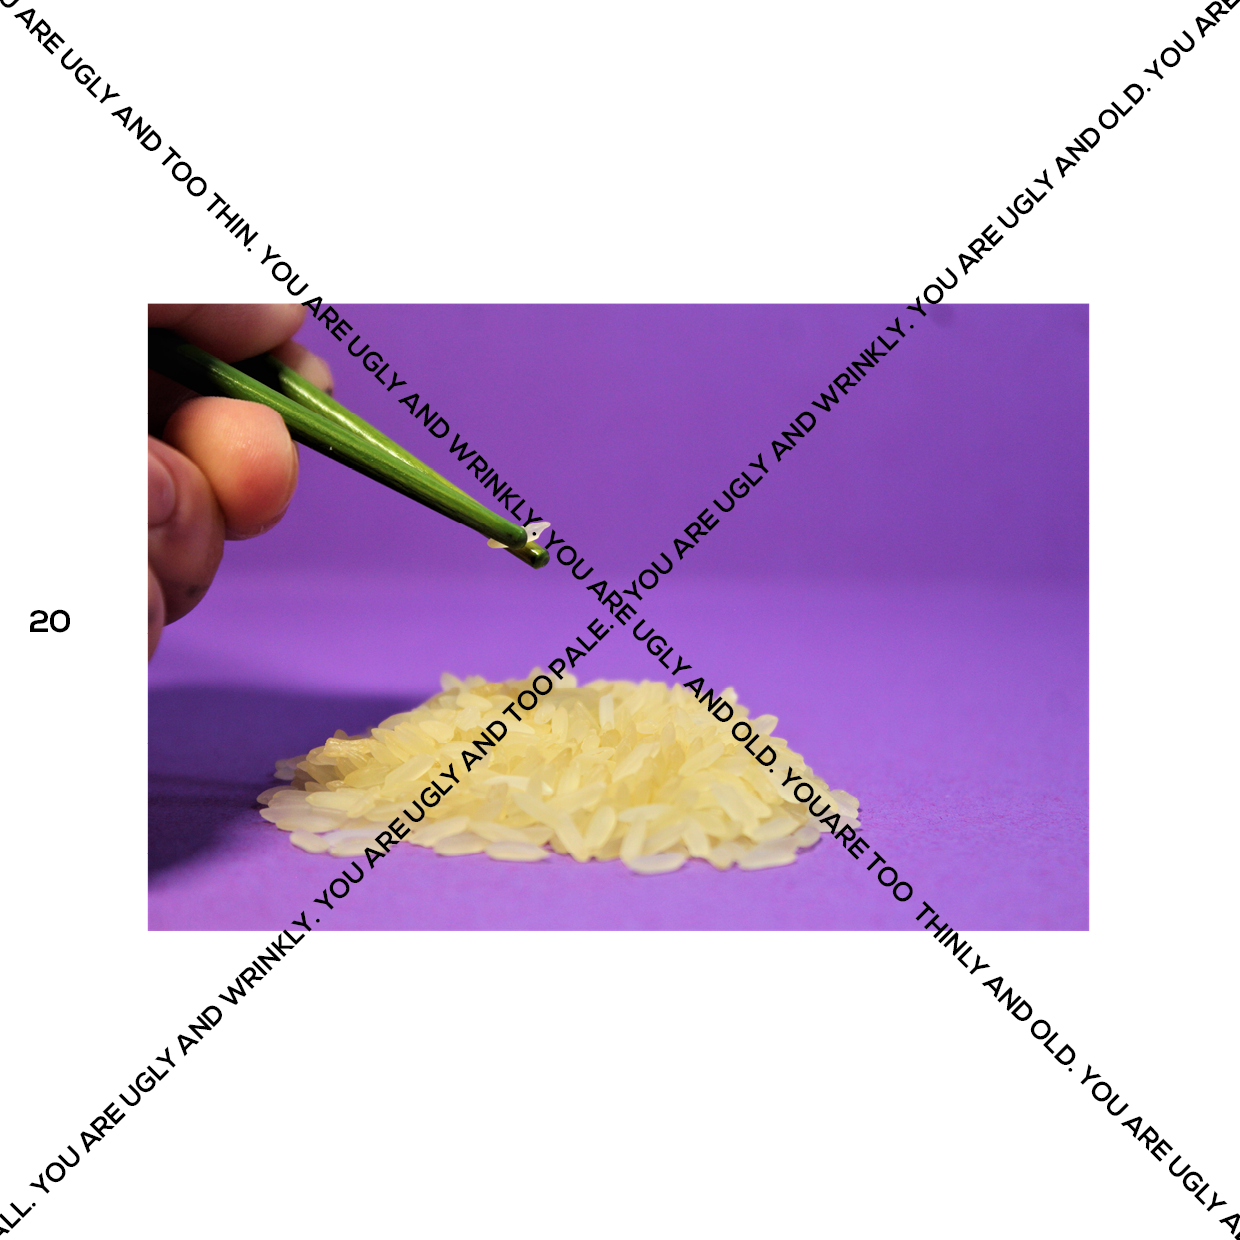 U ARE UGLY AND TOO THIN. YOU ARE UGLY AND WRINKLY. YOU ARE UGLY AND OLD. YOUARE TOO THINLY AND OLD. YOU ARE UGLY A
ALL. YOU ARE UGLY AND WRINKLY. YOU ARE UGLY AND TOO PALE. YOU ARE UGLY AND WRINKLY. YOU ARE UGLY AND OLD. YOU ARE
20